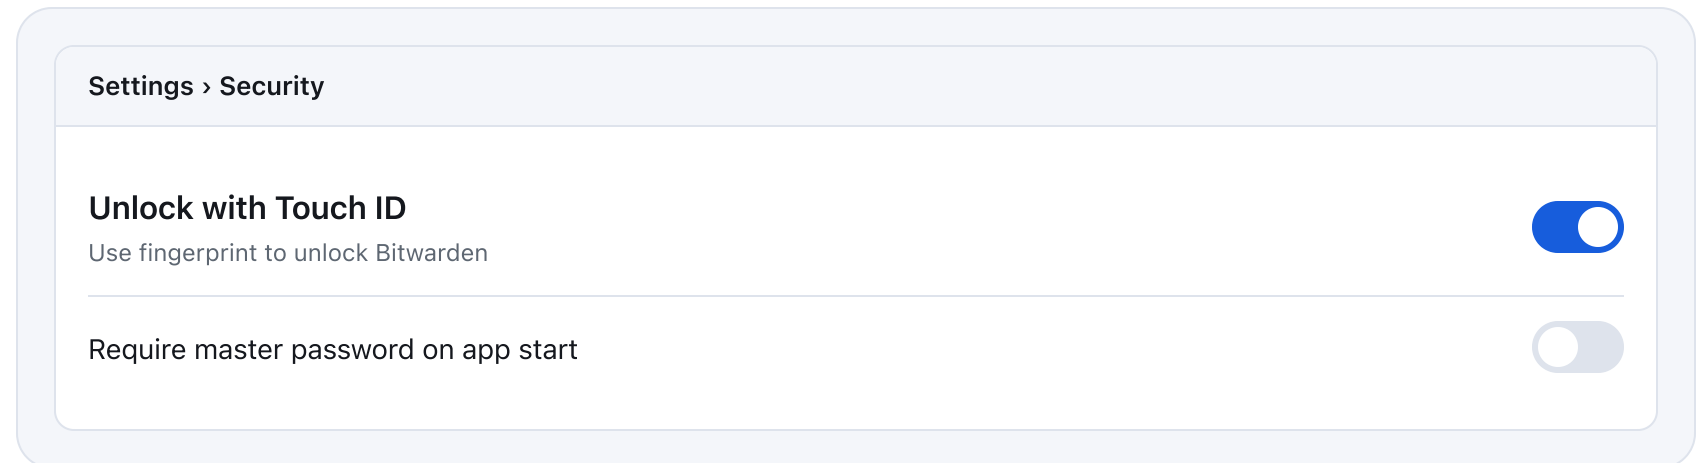 Settings › Security
Unlock with Touch ID
Use fingerprint to unlock Bitwarden
Require master password on app start